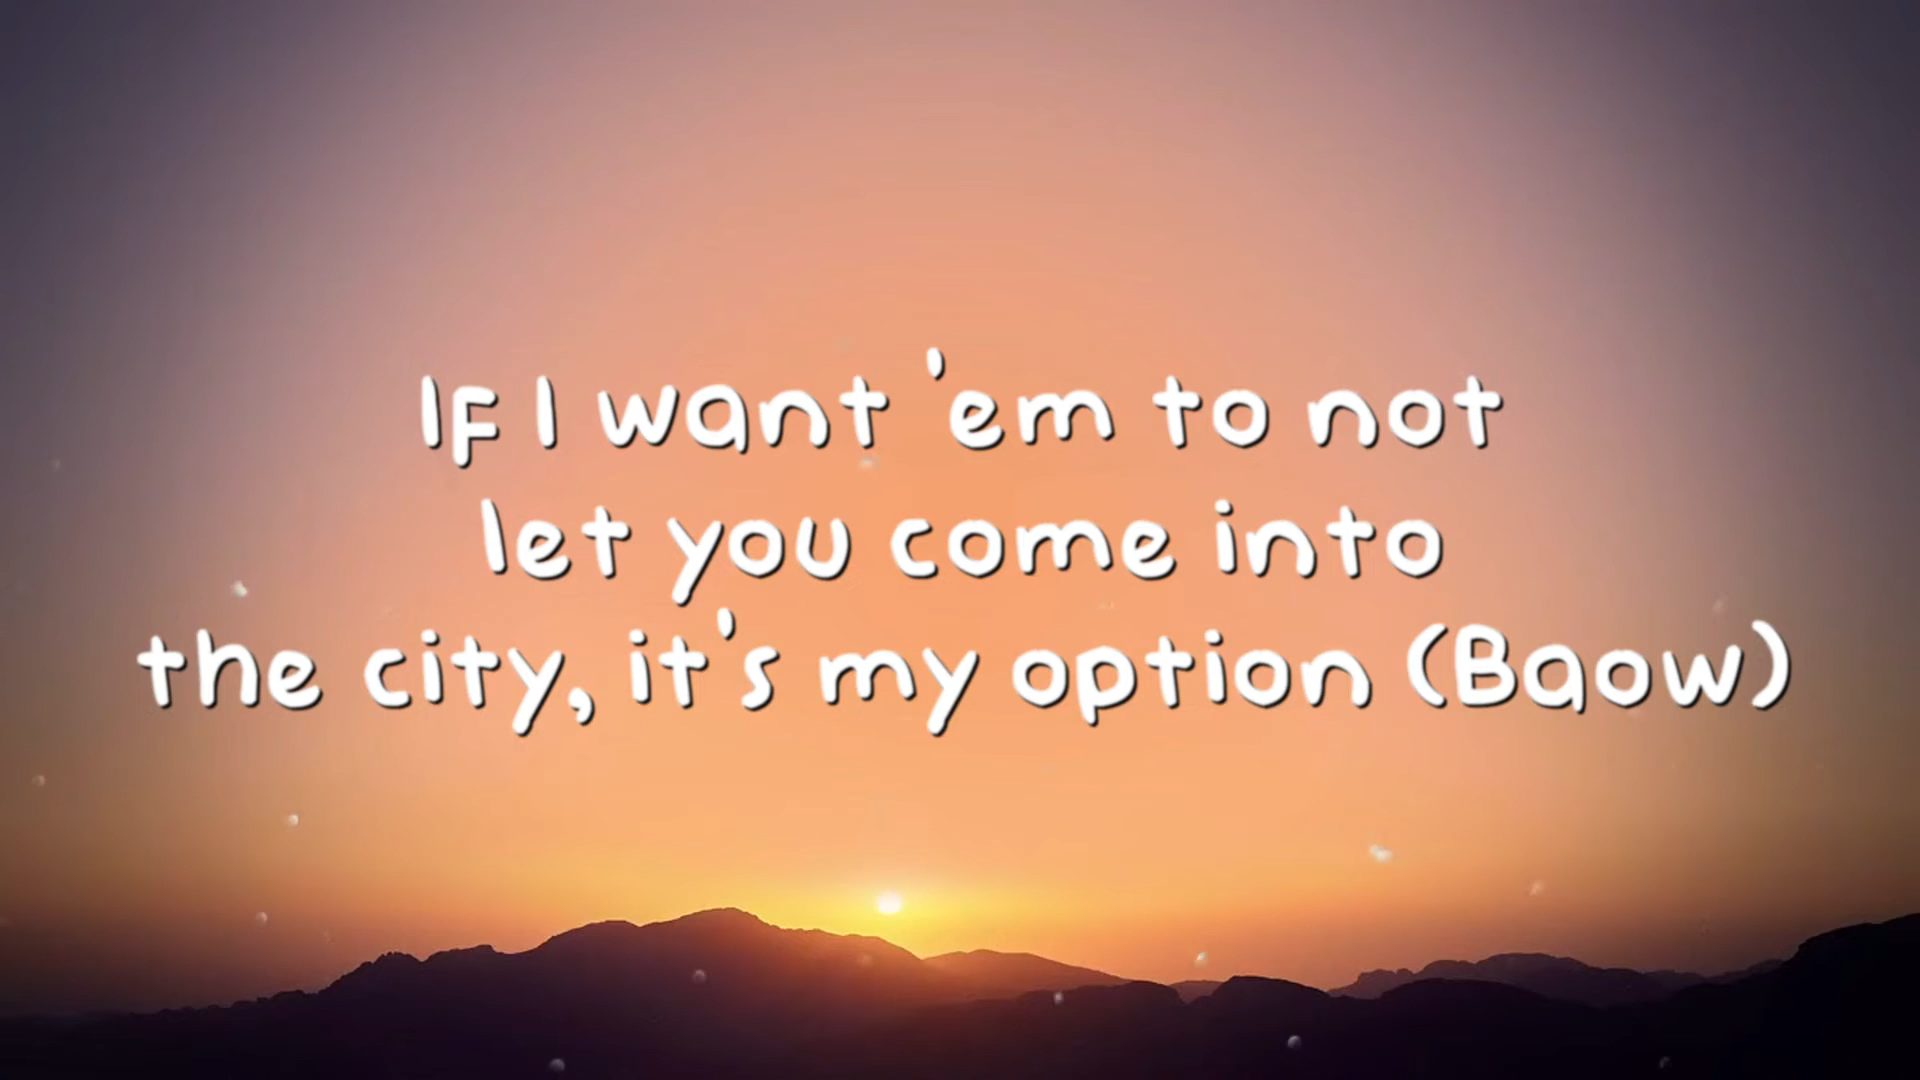 If I want 'em to not
let you come into
the city, it's my option (Baow)